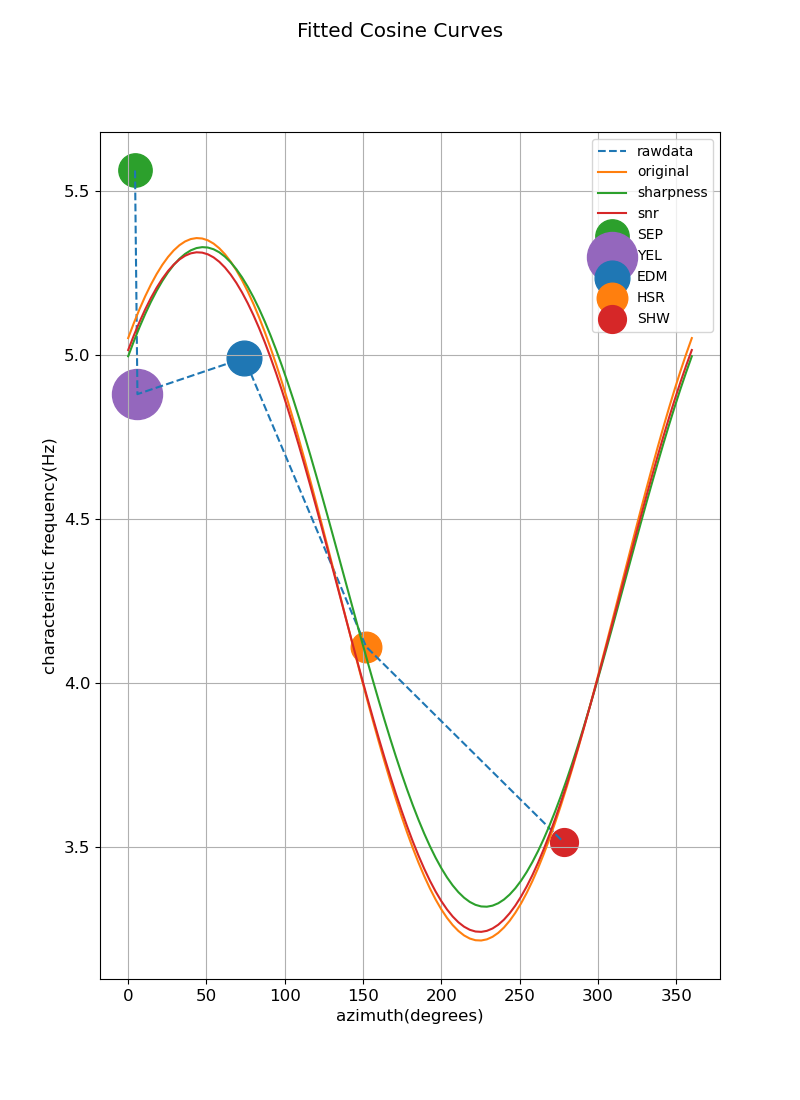 Fitted Cosine Curves
rawdata
original
sharpness
snr
SEP
YEL
EDM
HSR
SHW
5.5
5.0
4.5
4.0
3.5
characteristic frequency(Hz)
0 50 100 150 200 250 300 350
azimuth(degrees)